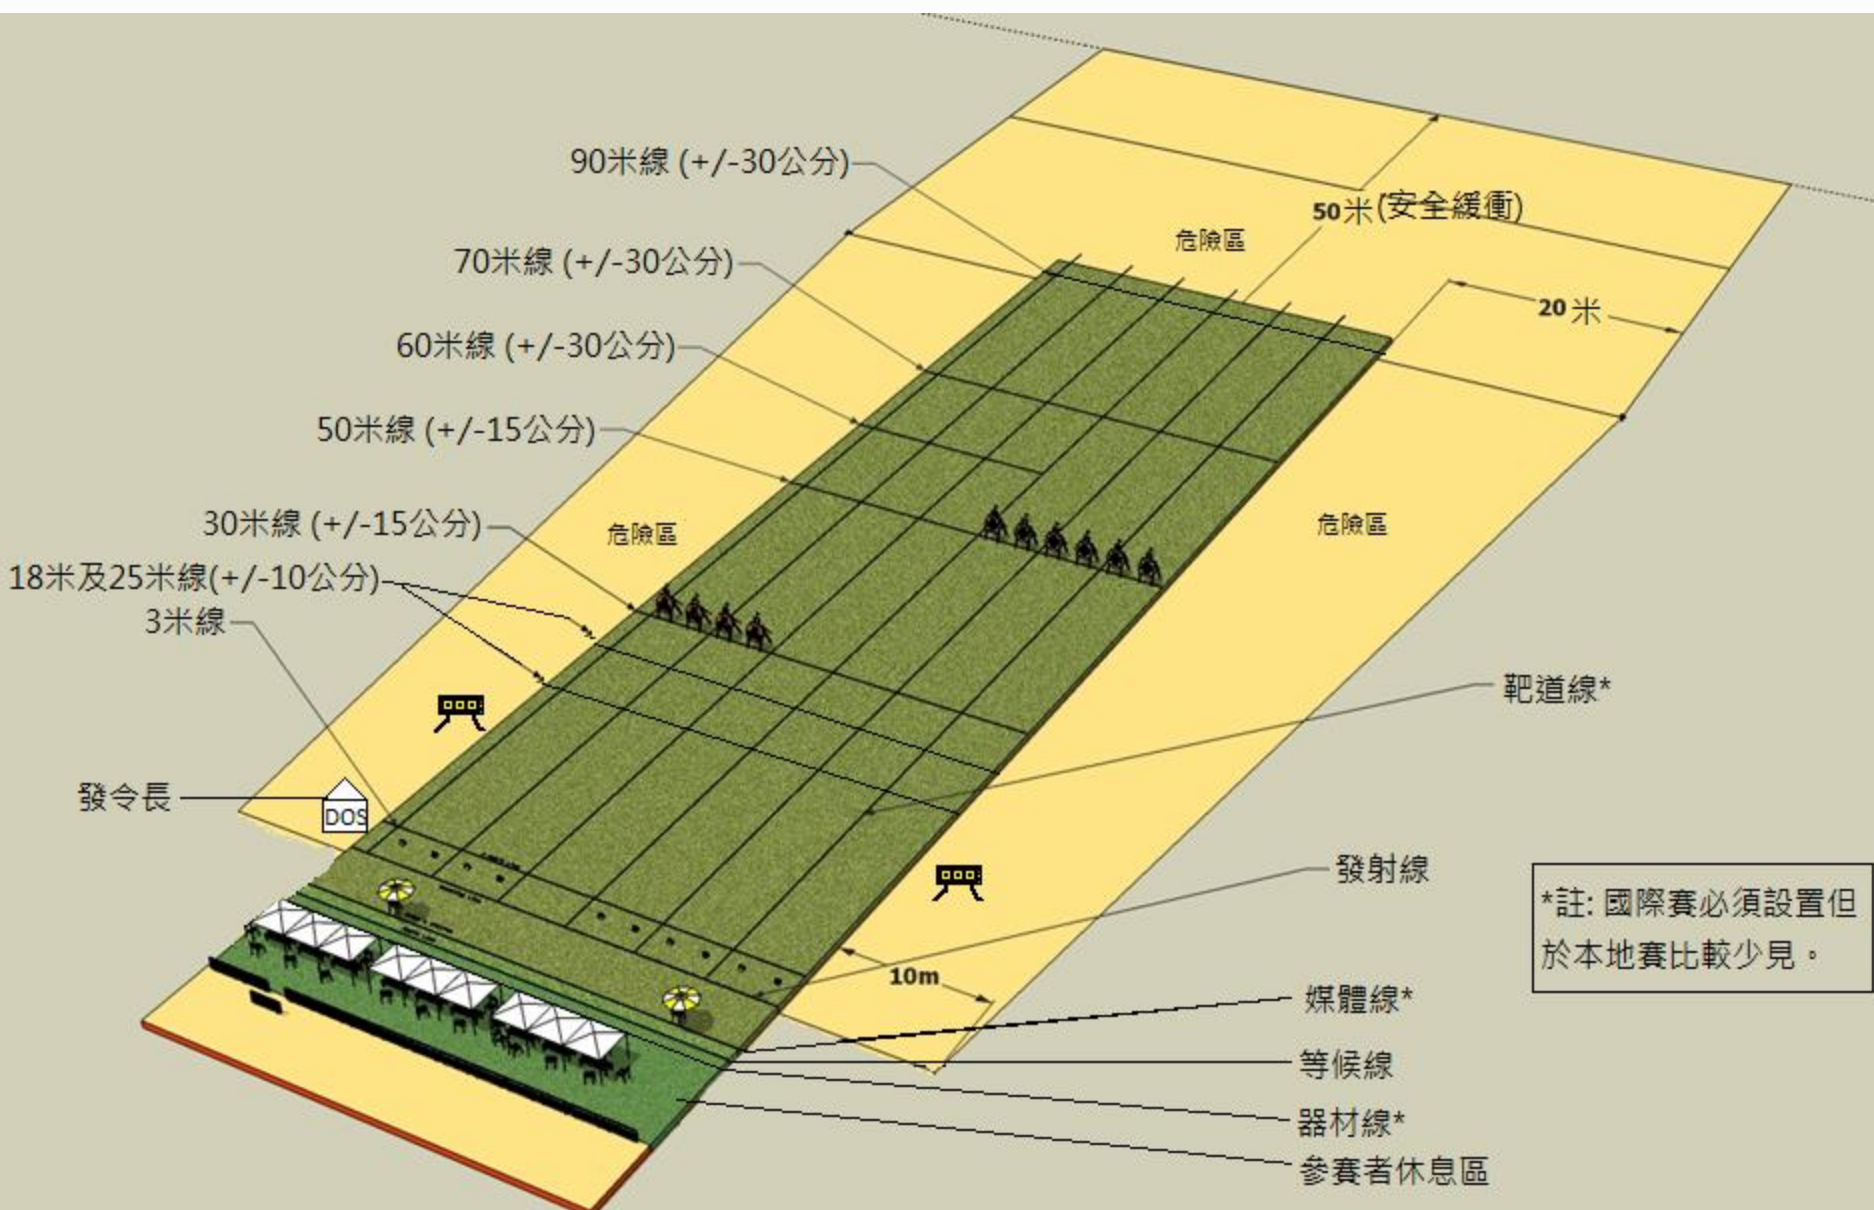 90米線 (+/-30公分)
50米(安全緩衝)
危險區
70米線 (+/-30公分)
20 米
60米線 (+/-30公分)
50米線 (+/-15公分)
30米線 (+/-15公分)
危險區
危險區
18米及25米線(+/-10公分)
3米線
靶道線*
發令長
DOS
發射線
*註: 國際賽必須設置但
於本地賽比較少見。
10m
媒體線*
等候線
器材線*
參賽者休息區